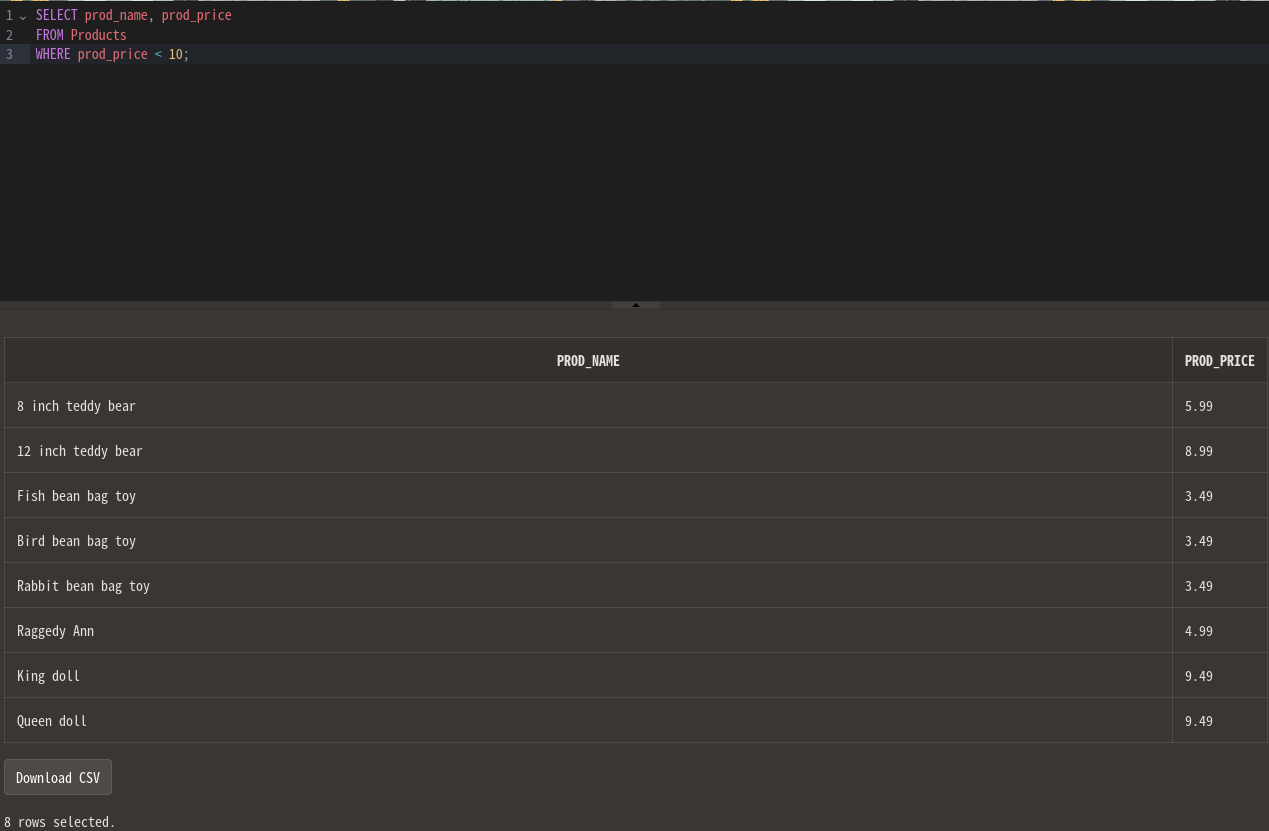 1 SELECT prod_name, prod_price
2 FROM Products
3 WHERE prod_price < 10;
PROD_NAME PROD_PRICE
8 inch teddy bear 5.99
12 inch teddy bear 8.99
Fish bean bag toy 3.49
Bird bean bag toy 3.49
Rabbit bean bag toy 3.49
Raggedy Ann 4.99
King doll 9.49
Queen doll 9.49
Download CSV
8 rows selected.